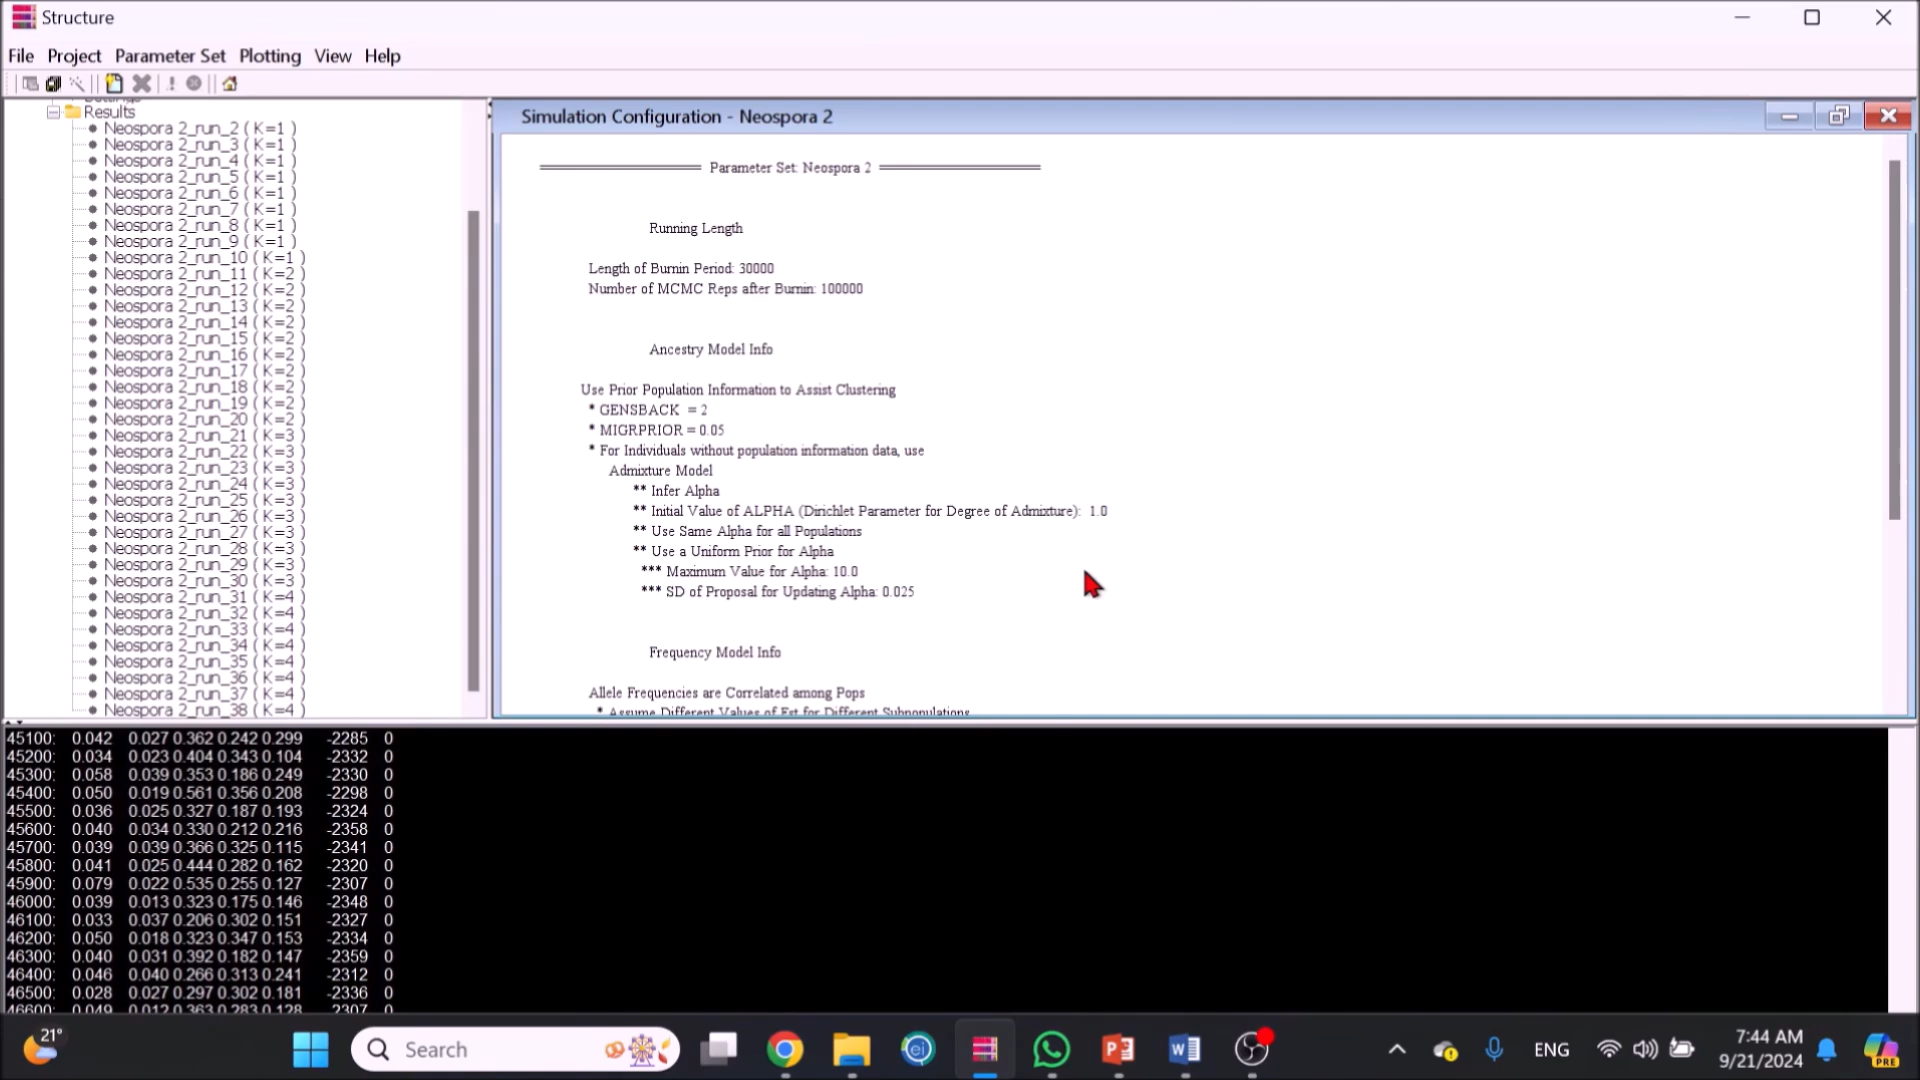 Structure
File Project Parameter Set Plotting View Help
Results
Neospora 2_run_2 ( K=1 )
Neospora 2_run_3 ( K=1 )
Neospora 2_run_4 ( K=1 )
Neospora 2_run_5 ( K=1 )
Neospora 2_run_6 ( K=1 )
Neospora 2_run_7 ( K=1 )
Neospora 2_run_8 ( K=1 )
Neospora 2_run_9 ( K=1 )
Neospora 2_run_10 ( K=1 )
Neospora 2_run_11 ( K=2 )
Neospora 2_run_12 ( K=2 )
Neospora 2_run_13 ( K=2 )
Neospora 2_run_14 ( K=2 )
Neospora 2_run_15 ( K=2 )
Neospora 2_run_16 ( K=2 )
Neospora 2_run_17 ( K=2 )
Neospora 2_run_18 ( K=2 )
Neospora 2_run_19 ( K=2 )
Neospora 2_run_20 ( K=2 )
Neospora 2_run_21 ( K=3 )
Neospora 2_run_22 ( K=3 )
Neospora 2_run_23 ( K=3 )
Neospora 2_run_24 ( K=3 )
Neospora 2_run_25 ( K=3 )
Neospora 2_run_26 ( K=3 )
Neospora 2_run_27 ( K=3 )
Neospora 2_run_28 ( K=3 )
Neospora 2_run_29 ( K=3 )
Neospora 2_run_30 ( K=3 )
Neospora 2_run_31 ( K=4 )
Neospora 2_run_32 ( K=4 )
Neospora 2_run_33 ( K=4 )
Neospora 2_run_34 ( K=4 )
Neospora 2_run_35 ( K=4 )
Neospora 2_run_36 ( K=4 )
Neospora 2_run_37 ( K=4 )
Neospora 2_run_38 ( K=4 )
Simulation Configuration - Neospora 2
Parameter Set: Neospora 2
Running Length
Length of Burnin Period: 30000
Number of MCMC Reps after Burnin: 100000
Ancestry Model Info
Use Prior Population Information to Assist Clustering
* GENSBACK = 2
* MIGRPRIOR = 0.05
* For Individuals without population information data, use
Admixture Model
** Infer Alpha
** Initial Value of ALPHA (Dirichlet Parameter for Degree of Admixture): 1.0
** Use Same Alpha for all Populations
** Use a Uniform Prior for Alpha
*** Maximum Value for Alpha: 10.0
*** SD of Proposal for Updating Alpha: 0.025
Frequency Model Info
Allele Frequencies are Correlated among Pops
* Assume Different Values of Fst for Different Subpopulations
45100: 0.042 0.027 0.362 0.242 0.299 -2285 0
45200: 0.034 0.023 0.404 0.343 0.104 -2332 0
45300: 0.058 0.039 0.353 0.186 0.249 -2330 0
45400: 0.050 0.019 0.561 0.356 0.208 -2298 0
45500: 0.036 0.025 0.327 0.187 0.193 -2324 0
45600: 0.040 0.034 0.330 0.212 0.216 -2358 0
45700: 0.039 0.039 0.366 0.325 0.115 -2341 0
45800: 0.041 0.025 0.444 0.282 0.162 -2320 0
45900: 0.079 0.022 0.535 0.255 0.127 -2307 0
46000: 0.039 0.013 0.323 0.175 0.146 -2348 0
46100: 0.033 0.037 0.206 0.302 0.151 -2327 0
46200: 0.050 0.018 0.323 0.347 0.153 -2334 0
46300: 0.040 0.031 0.392 0.182 0.147 -2359 0
46400: 0.046 0.040 0.266 0.313 0.241 -2312 0
46500: 0.028 0.027 0.297 0.302 0.181 -2336 0
46600: 0.049 0.012 0.363 0.283 0.128 -2307 0
21°
Search
ENG
7:44 AM
9/21/2024
PRE